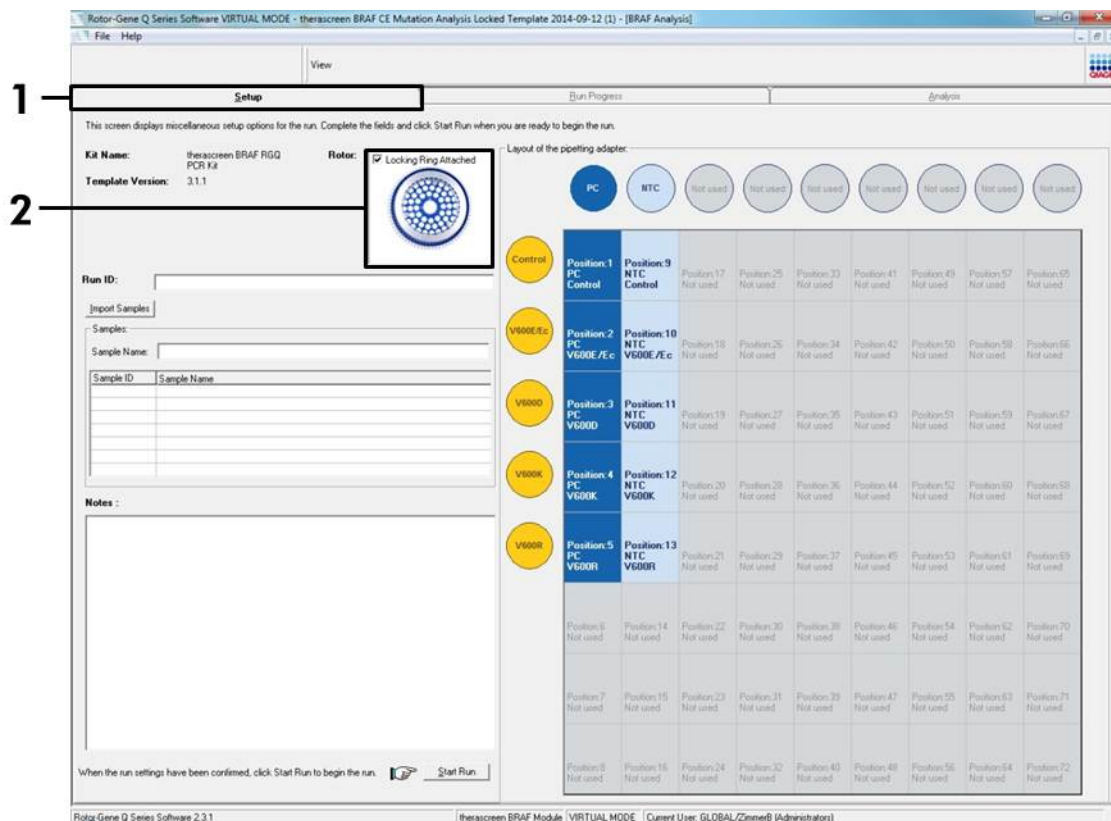 Rotor-Gene Q Series Software VIRTUAL MODE - therascreen BRAF CE Mutation Analysis Locked Template 2014-09-12 (1) - [BRAF Analysis]
File Help
View
1
Setup
Run Progress
Analysis
This screen displays miscellaneous setup options for the run. Complete the fields and click Start Run when you are ready to begin the run.
Kit Name: therascreen BRAF RGQ
PCR Kit
Template Version: 3.1.1
Rotor:
Locking Ring Attached
2
Run ID:
Import Samples
Samples:
Sample Name:
Sample ID Sample Name
Notes :
When the run settings have been confirmed, click Start Run to begin the run.
Start Run
Layout of the pipetting adapter:
PC NTC Not used Not used Not used Not used Not used Not used Not used
Control
Position:1 Position:9 Position:17 Position:25 Position:33 Position:41 Position:49 Position:57 Position:65
PC NTC Not used Not used Not used Not used Not used Not used Not used
Control Control
V600E/Ec
Position:2 Position:10 Position:18 Position:26 Position:34 Position:42 Position:50 Position:58 Position:66
PC NTC Not used Not used Not used Not used Not used Not used Not used
V600E/Ec V600E/Ec
V600D
Position:3 Position:11 Position:19 Position:27 Position:35 Position:43 Position:51 Position:59 Position:67
PC NTC Not used Not used Not used Not used Not used Not used Not used
V600D V600D
V600K
Position:4 Position:12 Position:20 Position:28 Position:36 Position:44 Position:52 Position:60 Position:68
PC NTC Not used Not used Not used Not used Not used Not used Not used
V600K V600K
V600R
Position:5 Position:13 Position:21 Position:29 Position:37 Position:45 Position:53 Position:61 Position:69
PC NTC Not used Not used Not used Not used Not used Not used Not used
V600R V600R
Position:6 Position:14 Position:22 Position:30 Position:38 Position:46 Position:54 Position:62 Position:70
Not used Not used Not used Not used Not used Not used Not used Not used Not used
Position:7 Position:15 Position:23 Position:31 Position:39 Position:47 Position:55 Position:63 Position:71
Not used Not used Not used Not used Not used Not used Not used Not used Not used
Position:8 Position:16 Position:24 Position:32 Position:40 Position:48 Position:56 Position:64 Position:72
Not used Not used Not used Not used Not used Not used Not used Not used Not used
Rotor-Gene Q Series Software 2.3.1
therascreen BRAF Module VIRTUAL MODE Current User: GLOBAL/ZimmerB (Administrators)